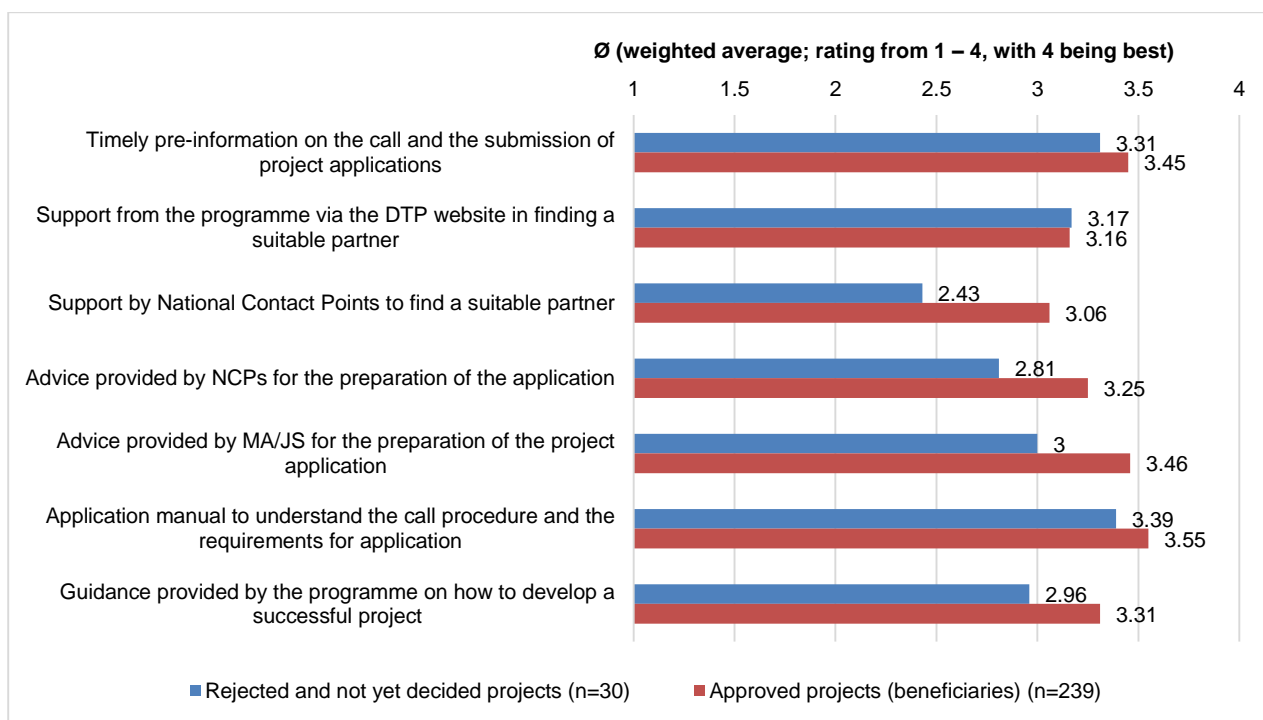 Ø (weighted average; rating from 1 – 4, with 4 being best)
1 1.5 2 2.5 3 3.5 4
Timely pre-information on the call and the submission of
project applications
3.31
3.45
Support from the programme via the DTP website in finding a
suitable partner
3.17
3.16
Support by National Contact Points to find a suitable partner
2.43
3.06
Advice provided by NCPs for the preparation of the application
2.81
3.25
Advice provided by MA/JS for the preparation of the project
application
3
3.46
Application manual to understand the call procedure and the
requirements for application
3.39
3.55
Guidance provided by the programme on how to develop a
successful project
2.96
3.31
Rejected and not yet decided projects (n=30) Approved projects (beneficiaries) (n=239)